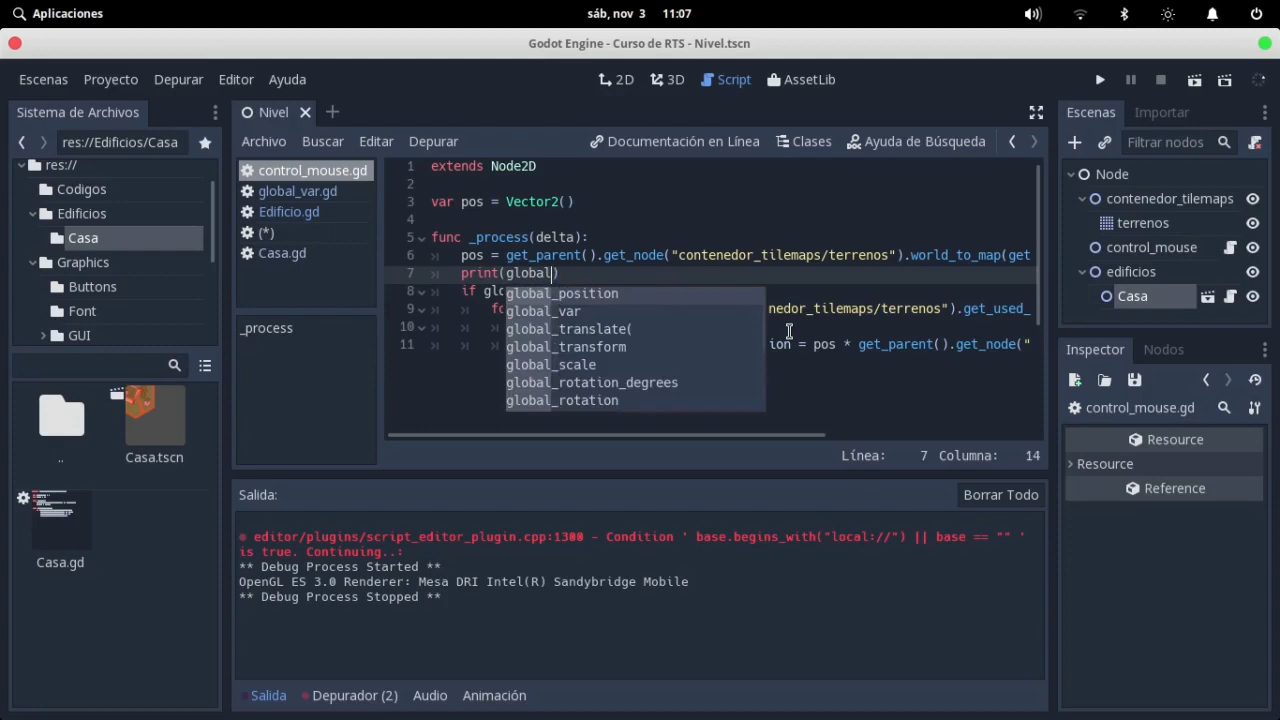 Aplicaciones
sáb, nov 3 11:07
Godot Engine - Curso de RTS - Nivel.tscn
Escenas Proyecto Depurar Editor Ayuda
2D 3D Script AssetLib
Sistema de Archivos
res://Edificios/Casa
res://
Codigos
Edificios
Casa
Graphics
Buttons
Font
GUI
..
Casa.tscn
Casa.gd
Nivel
Archivo Buscar Editar Depurar
Documentación en Línea Clases Ayuda de Búsqueda
control_mouse.gd
global_var.gd
Edificio.gd
(*)
Casa.gd
_process
1 extends Node2D
2
3 var pos = Vector2()
4
5 func _process(delta):
6 pos = get_parent().get_node("contenedor_tilemaps/terrenos").world_to_map(get
7 print(global)
8 if glo
9 fo nedor_tilemaps/terrenos").get_used_
10
11 ion = pos * get_parent().get_node("
global_position
global_var
global_translate(
global_transform
global_scale
global_rotation_degrees
global_rotation
Línea: 7 Columna: 14
Salida:
Borrar Todo
editor/plugins/script_editor_plugin.cpp:1300 - Condition ' base.begins_with("local://") || base == "" '
is true. Continuing..:
** Debug Process Started **
OpenGL ES 3.0 Renderer: Mesa DRI Intel(R) Sandybridge Mobile
** Debug Process Stopped **
Salida Depurador (2) Audio Animación
Escenas Importar
Filtrar nodos
Node
contenedor_tilemaps
terrenos
control_mouse
edificios
Casa
Inspector Nodos
control_mouse.gd
Resource
Resource
Reference